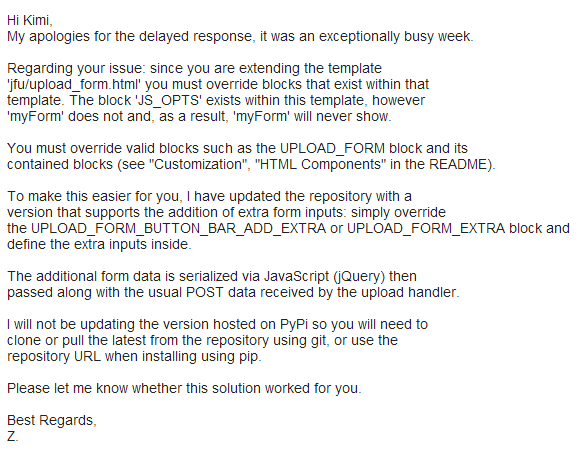 Hi Kimi,
My apologies for the delayed response, it was an exceptionally busy week.
Regarding your issue: since you are extending the template
'jfu/upload_form.html' you must override blocks that exist within that
template. The block 'JS_OPTS' exists within this template, however
'myForm' does not and, as a result, 'myForm' will never show.
You must override valid blocks such as the UPLOAD_FORM block and its
contained blocks (see "Customization", "HTML Components" in the README).
To make this easier for you, I have updated the repository with a
version that supports the addition of extra form inputs: simply override
the UPLOAD_FORM_BUTTON_BAR_ADD_EXTRA or UPLOAD_FORM_EXTRA block and
define the extra inputs inside.
The additional form data is serialized via JavaScript (jQuery) then
passed along with the usual POST data received by the upload handler.
I will not be updating the version hosted on PyPi so you will need to
clone or pull the latest from the repository using git, or use the
repository URL when installing using pip.
Please let me know whether this solution worked for you.
Best Regards,
Z.